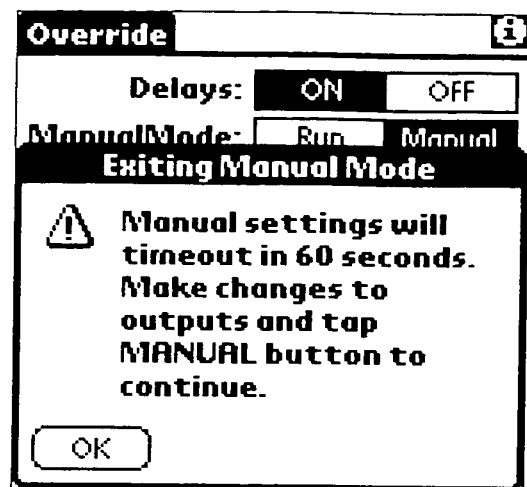 Override
Delays: ON OFF
ManualMode: Run Manual
Exiting Manual Mode
Manual settings will
timeout in 60 seconds.
Make changes to
outputs and tap
MANUAL button to
continue.
OK